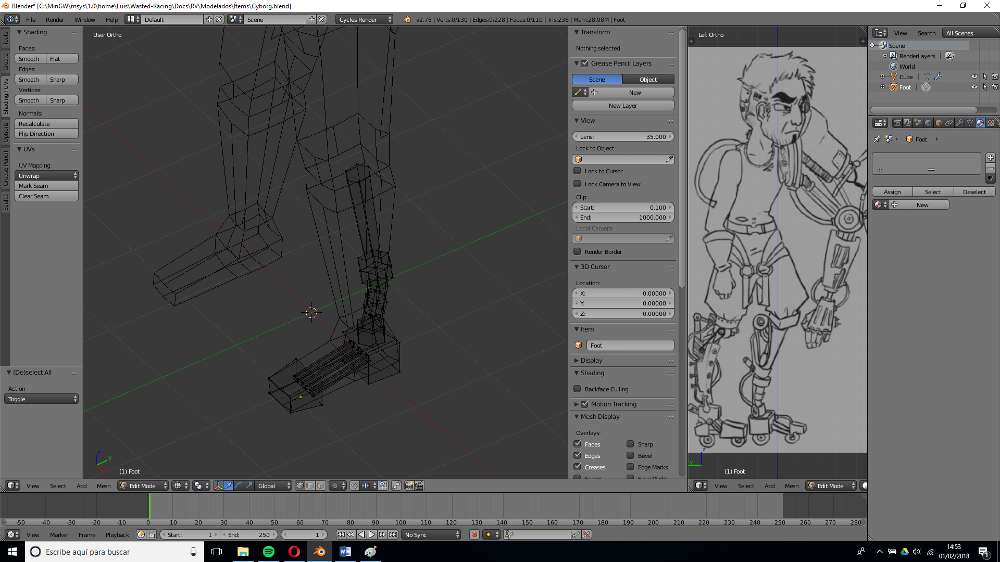 Blender* [C:\MinGW\msys\1.0\home\Luis\Wasted-Racing\Docs\RV\Modelados\Ítems\Cyborg.blend]
File Render Window Help Default Scene Cycles Render v2.78 | Verts:0/130 | Edges:0/228 | Faces:0/110 | Tris:236 | Mem:28.98M | Foot
Tools
Create
Shading / UVs
Options
Grease Pencil
Sculpt
Shading
Faces:
Smooth Flat
Edges:
Smooth Sharp
Vertices:
Smooth Sharp
Normals:
Recalculate
Flip Direction
UVs
UV Mapping:
Unwrap
Mark Seam
Clear Seam
(De)select All
Action
Toggle
User Ortho
z
y
(1) Foot
Transform
Nothing selected
Grease Pencil Layers
Scene Object
New
New Layer
View
Lens: 35.000
Lock to Object:
Lock to Cursor
Lock Camera to View
Clip:
Start: 0.100
End: 1000.000
Local Camera:
Render Border
3D Cursor
Location:
X: 0.00000
Y: 0.00000
Z: 0.00000
Item
Foot
Display
Shading
Backface Culling
Motion Tracking
Mesh Display
Overlays:
Faces Sharp
Edges Bevel
Creases Edge Marks
Seams Face Marks
Left Ortho
z
y
(1) Foot
View Search All Scenes
Scene
RenderLayers |
World
Cube |
Foot |
Foot
Assign Select Deselect
New
View Select Add Mesh Edit Mode Global
View Select Add Mesh Edit Mode
-50 -40 -30 -20 -10 0 10 20 30 40 50 60 70 80 90 100 110 120 130 140 150 160 170 180 190 200 210 220 230 240 250 260 270 280
View Marker Frame Playback Start: 1 End: 250 1 No Sync
Escribe aquí para buscar
14:53
01/02/2018
1